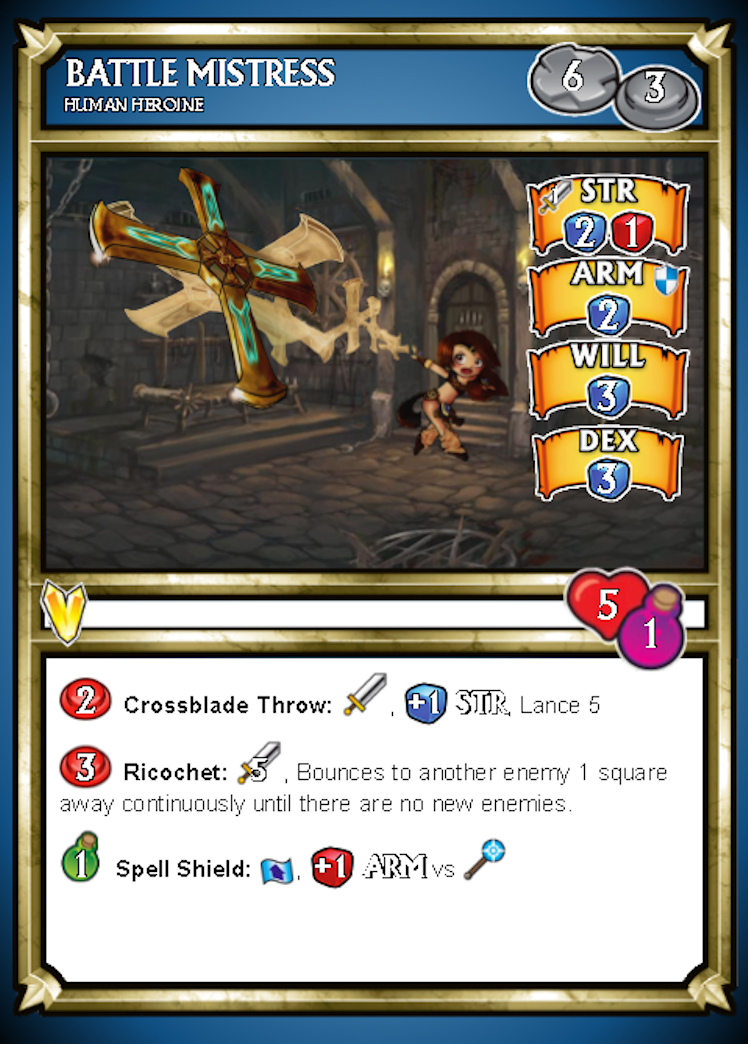 BATTLE MISTRESS
HUMAN HEROINE
6 3
1 STR
2 1
ARM
2
WILL
3
DEX
3
5
1
2 Crossblade Throw: , +1 STR, Lance 5
3 Ricochet: 5, Bounces to another enemy 1 square
away continuously until there are no new enemies.
1 Spell Shield: , +1 ARM vs